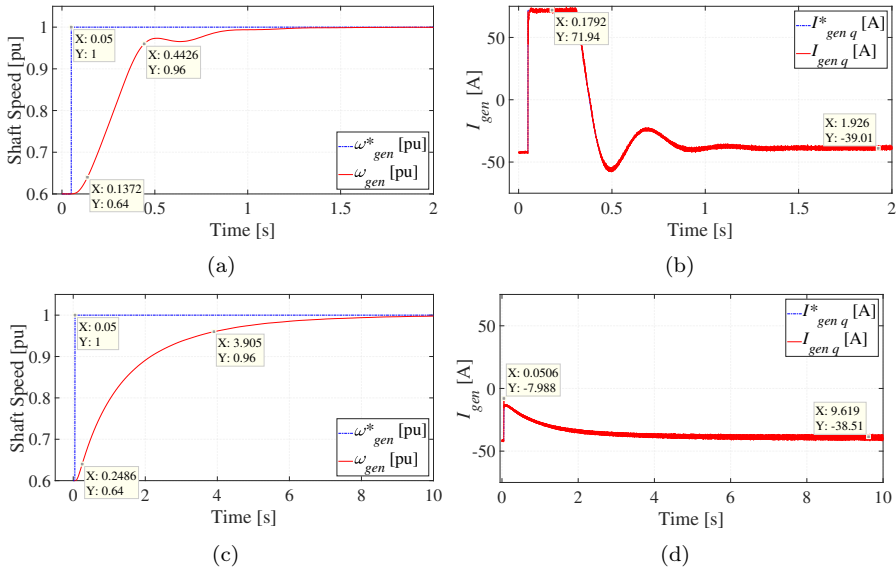 1
0.9
0.8
0.7
0.6
Shaft Speed [pu]
X: 0.05
Y: 1
X: 0.4426
Y: 0.96
X: 0.1372
Y: 0.64
ω*gen [pu]
ωgen [pu]
0 0.5 1 1.5 2
Time [s]
(a)
50
0
-50
Igen [A]
X: 0.1792
Y: 71.94
I*gen q [A]
Igen q [A]
X: 1.926
Y: -39.01
0 0.5 1 1.5 2
Time [s]
(b)
1
0.9
0.8
0.7
0.6
Shaft Speed [pu]
X: 0.05
Y: 1
X: 3.905
Y: 0.96
X: 0.2486
Y: 0.64
ω*gen [pu]
ωgen [pu]
0 2 4 6 8 10
Time [s]
(c)
50
0
-50
Igen [A]
I*gen q [A]
Igen q [A]
X: 0.0506
Y: -7.988
X: 9.619
Y: -38.51
0 2 4 6 8 10
Time [s]
(d)